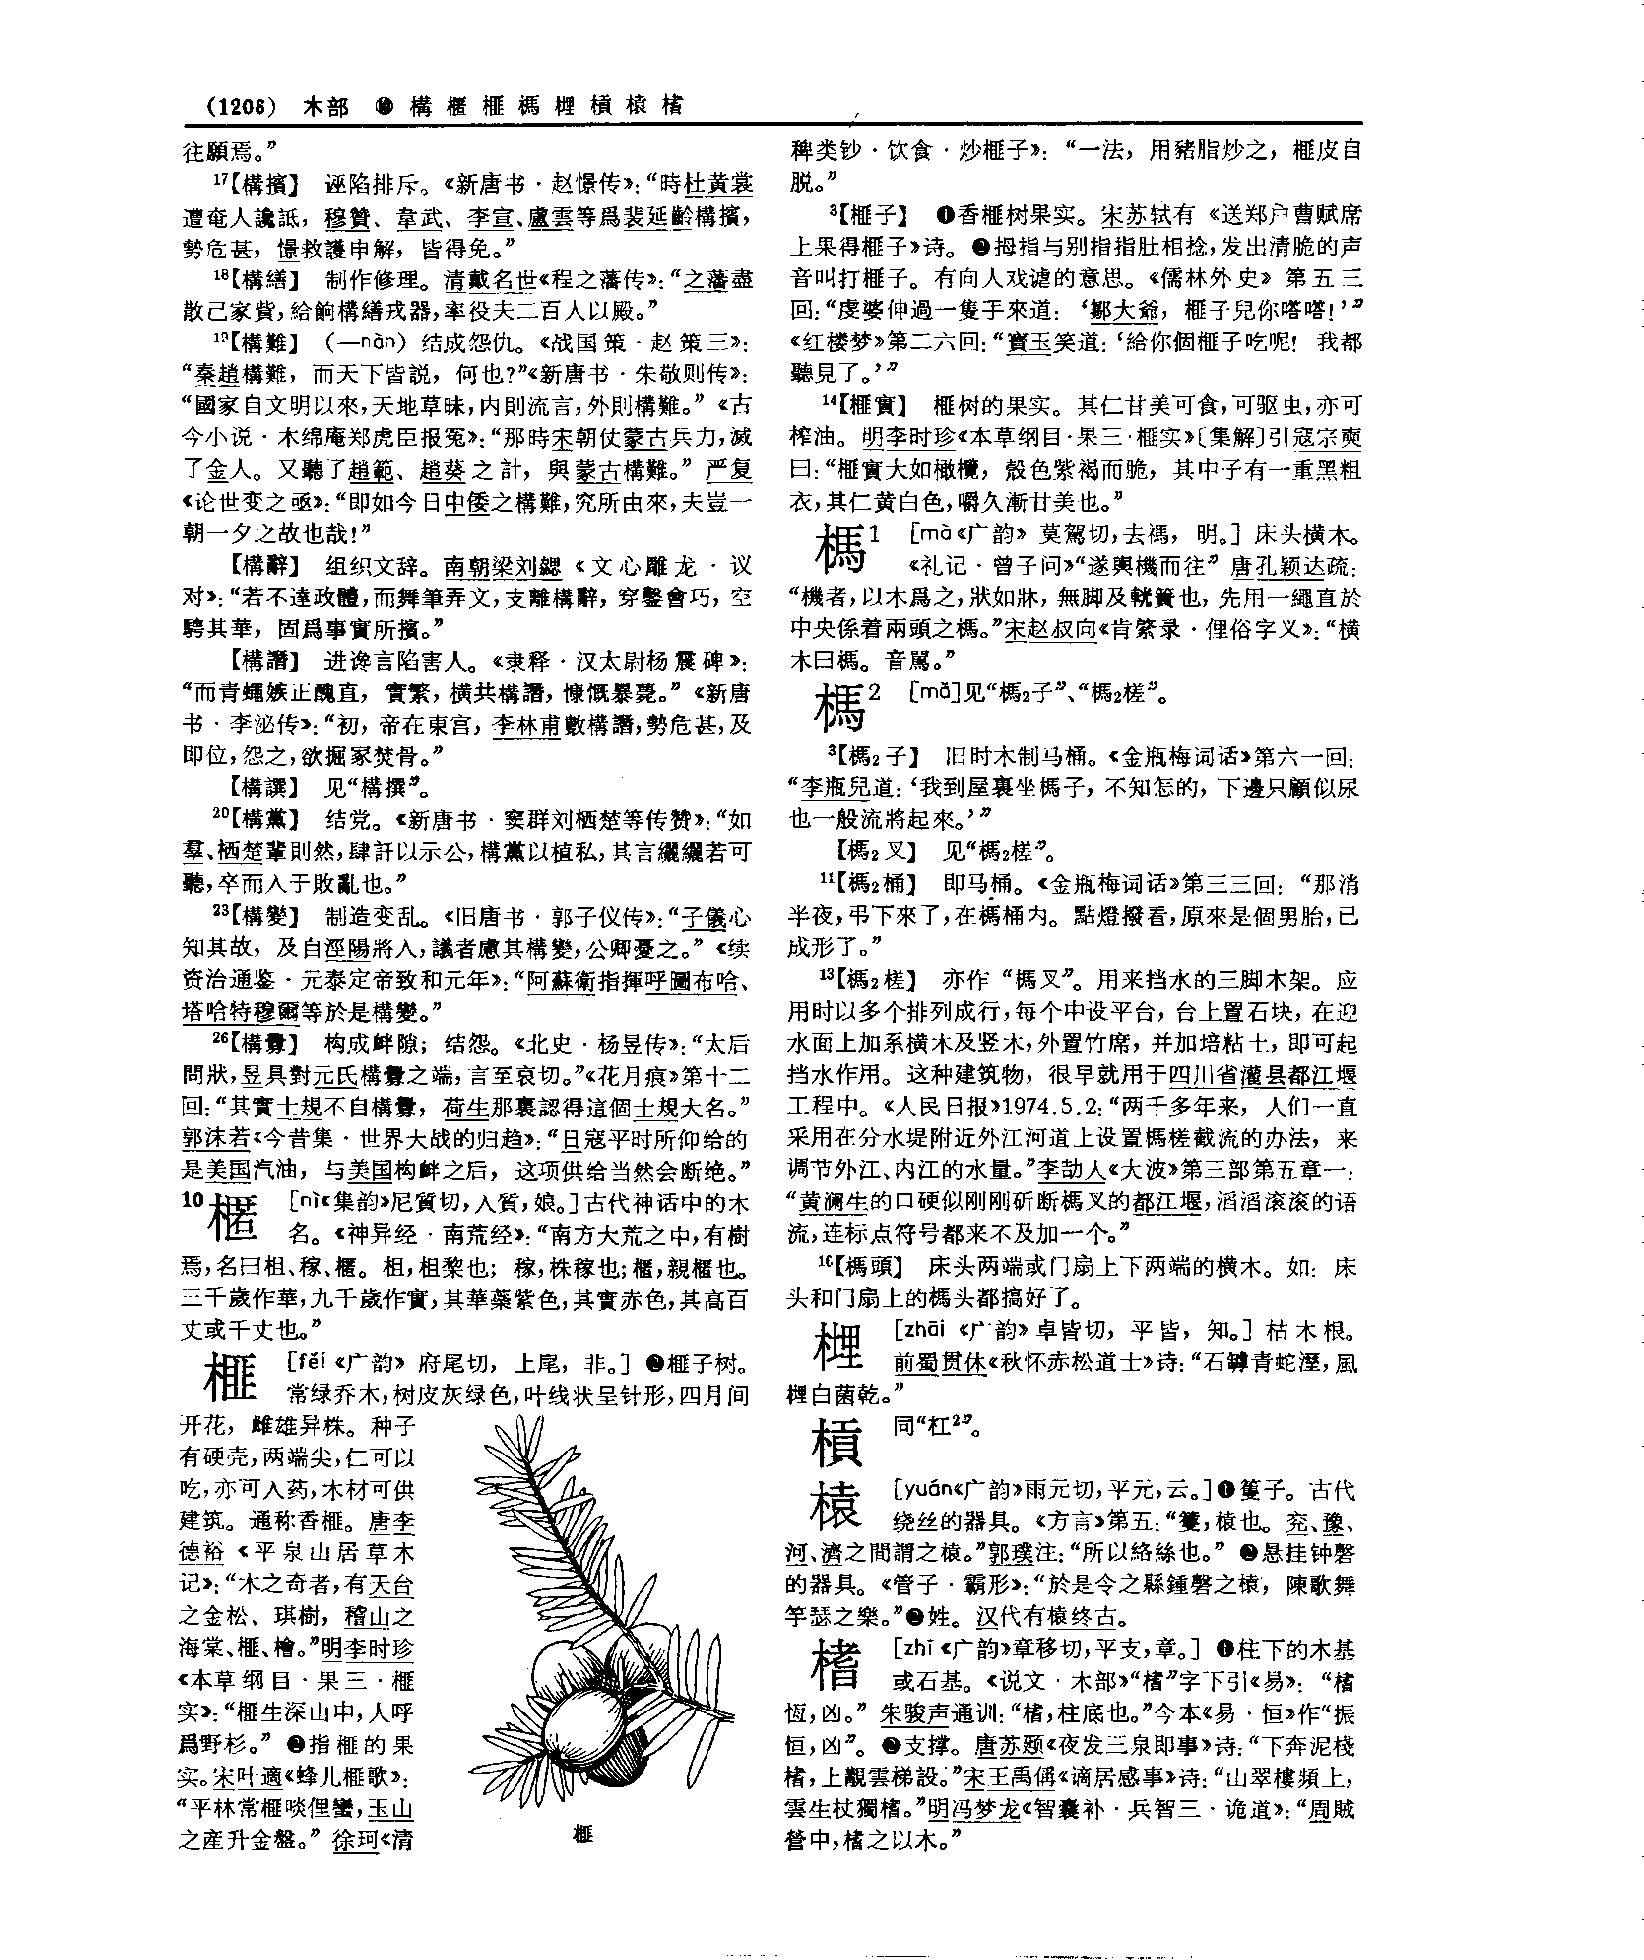 (1206) 木部 ⑩ 構 櫃 榧 榪 榸 槓 榬 榰
往願焉。”
17【構擯】 诬陷排斥。《新唐书·赵憬传》：“時杜黄裳
遭奄人讒詆，穆贊、韋武、李宣、盧雲等爲裴延齡構擯，
勢危甚，憬救護申解，皆得免。”
18【構繕】 制作修理。清戴名世《程之藩传》：“之藩盡
散己家貲，給餉構繕戎器，率役夫二百人以殿。”
19【構難】 （—nàn）结成怨仇。《战国策·赵策三》：
“秦趙構難，而天下皆説，何也？”《新唐书·朱敬则传》：
“國家自文明以來，天地草昧，内則流言，外則構難。”《古
今小说·木绵庵郑虎臣报冤》：“那時宋朝仗蒙古兵力，滅
了金人。又聽了趙範、趙葵之計，與蒙古構難。”严复
《论世变之亟》：“即如今日中倭之構難，究所由來，夫豈一
朝一夕之故也哉！”
【構辭】 组织文辞。南朝梁刘勰《文心雕龙·议
对》：“若不達政體，而舞筆弄文，支離構辭，穿鑿會巧，空
騁其華，固爲事實所擯。”
【構譖】 进谗言陷害人。《隶释·汉太尉杨震碑》：
“而青蠅嫉正醜直，實繁，横共構譖，慷慨暴薨。”《新唐
书·李泌传》：“初，帝在東宫，李林甫數構譖，勢危甚，及
即位，怨之，欲掘冢焚骨。”
【構譔】 见“構撰”。
20【構黨】 结党。《新唐书·窦群刘栖楚等传赞》：“如
羣、栖楚輩則然，肆訐以示公，構黨以植私，其言纚纚若可
聽，卒而入于敗亂也。”
23【構變】 制造变乱。《旧唐书·郭子仪传》：“子儀心
知其故，及自涇陽將入，議者慮其構變，公卿憂之。”《续
资治通鉴·元泰定帝致和元年》：“阿蘇衛指揮呼圖布哈、
塔哈特穆爾等於是構變。”
26【構釁】 构成衅隙；结怨。《北史·杨昱传》：“太后
問狀，昱具對元氏構釁之端，言至哀切。”《花月痕》第十二
回：“其實士規不自構釁，荷生那裏認得這個士規大名。”
郭沫若《今昔集·世界大战的归趋》：“日寇平时所仰给的
是美国汽油，与美国构衅之后，这项供给当然会断绝。”
10 [nì《集韵》尼質切，入質，娘。]古代神话中的木
名。《神异经·南荒经》：“南方大荒之中，有樹
焉，名曰柤、稼、櫃。柤，柤棃也；稼，株稼也；櫃，親櫃也。
三千歲作華，九千歲作實，其華蘂紫色，其實赤色，其高百
丈或千丈也。”
榧 [fěi《广韵》府尾切，上尾，非。]❶榧子树。
常绿乔木，树皮灰绿色，叶线状呈针形，四月间
开花，雌雄异株。种子
有硬壳，两端尖，仁可以
吃，亦可入药，木材可供
建筑。通称香榧。唐李
德裕《平泉山居草木
记》：“木之奇者，有天台
之金松、琪樹，稽山之
海棠、榧、檜。”明李时珍
《本草纲目·果三·榧
实》：“榧生深山中，人呼
爲野杉。” ❷指榧的果
实。宋叶適《蜂儿榧歌》：
“平林常榧啖俚蠻，玉山
之産升金盤。”徐珂《清
榧
稗类钞·饮食·炒榧子》：“一法，用豬脂炒之，榧皮自
脱。”
3【榧子】 ❶香榧树果实。宋苏轼有《送郑户曹赋席
上果得榧子》诗。❷拇指与别指指肚相捻，发出清脆的声
音叫打榧子。有向人戏谑的意思。《儒林外史》第五三
回：“虔婆伸過一隻手來道：‘鄒大爺，榧子兒你嗒嗒！’”
《红楼梦》第二六回：“寶玉笑道：‘給你個榧子吃呢！我都
聽見了。’”
14【榧實】 榧树的果实。其仁甘美可食，可驱虫，亦可
榨油。明李时珍《本草纲目·果三·榧实》〔集解〕引寇宗奭
曰：“榧實大如橄欖，殼色紫褐而脆，其中子有一重黑粗
衣，其仁黄白色，嚼久漸甘美也。”
榪1 [mà《广韵》莫駕切，去禡，明。]床头横木。
《礼记·曾子问》“遂輿機而往”唐孔颖达疏：
“機者，以木爲之，狀如牀，無脚及輄簀也，先用一繩直於
中央係着兩頭之榪。”宋赵叔向《肯綮录·俚俗字义》：“横
木曰榪。音駡。”
榪2 [mǎ]见“榪2子”、“榪2槎”。
3【榪2子】 旧时木制马桶。《金瓶梅词话》第六一回：
“李瓶兒道：‘我到屋裏坐榪子，不知怎的，下邊只顧似尿
也一般流將起來。’”
【榪2叉】 见“榪2槎”。
11【榪2桶】 即马桶。《金瓶梅词话》第三三回：“那消
半夜，弔下來了，在榪桶内。點燈撥看，原來是個男胎，已
成形了。”
13【榪2槎】 亦作“榪叉”。用来挡水的三脚木架。应
用时以多个排列成行，每个中设平台，台上置石块，在迎
水面上加系横木及竖木，外置竹席，并加培粘土，即可起
挡水作用。这种建筑物，很早就用于四川省灌县都江堰
工程中。《人民日报》1974.5.2：“两千多年来，人们一直
采用在分水堤附近外江河道上设置榪槎截流的办法，来
调节外江、内江的水量。”李劼人《大波》第三部第五章一：
“黄澜生的口硬似刚刚斫断榪叉的都江堰，滔滔滚滚的语
流，连标点符号都来不及加一个。”
16【榪頭】 床头两端或门扇上下两端的横木。如：床
头和门扇上的榪头都搞好了。
榸 [zhāi《广韵》卓皆切，平皆，知。]枯木根。
前蜀贯休《秋怀赤松道士》诗：“石罅青蛇溼，風
榸白菌乾。”
槓 同“杠2”。
榬 [yuán《广韵》雨元切，平元，云。]❶籰子。古代
绕丝的器具。《方言》第五：“籰，榬也。兖、豫、
河、濟之間謂之榬。”郭璞注：“所以絡絲也。” ❷悬挂钟磬
的器具。《管子·霸形》：“於是令之縣鍾磬之榬，陳歌舞
竽瑟之樂。”❸姓。汉代有榬终古。
榰 [zhī《广韵》章移切，平支，章。] ❶柱下的木基
或石基。《说文·木部》“榰”字下引《易》：“榰
恆，凶。”朱骏声通训：“榰，柱底也。”今本《易·恒》作“振
恒，凶”。❷支撑。唐苏颋《夜发三泉即事》诗：“下奔泥棧
榰，上覯雲梯設。”宋王禹偁《谪居感事》诗：“山翠樓頻上，
雲生杖獨榰。”明冯梦龙《智囊补·兵智三·诡道》：“周賊
營中，榰之以木。”